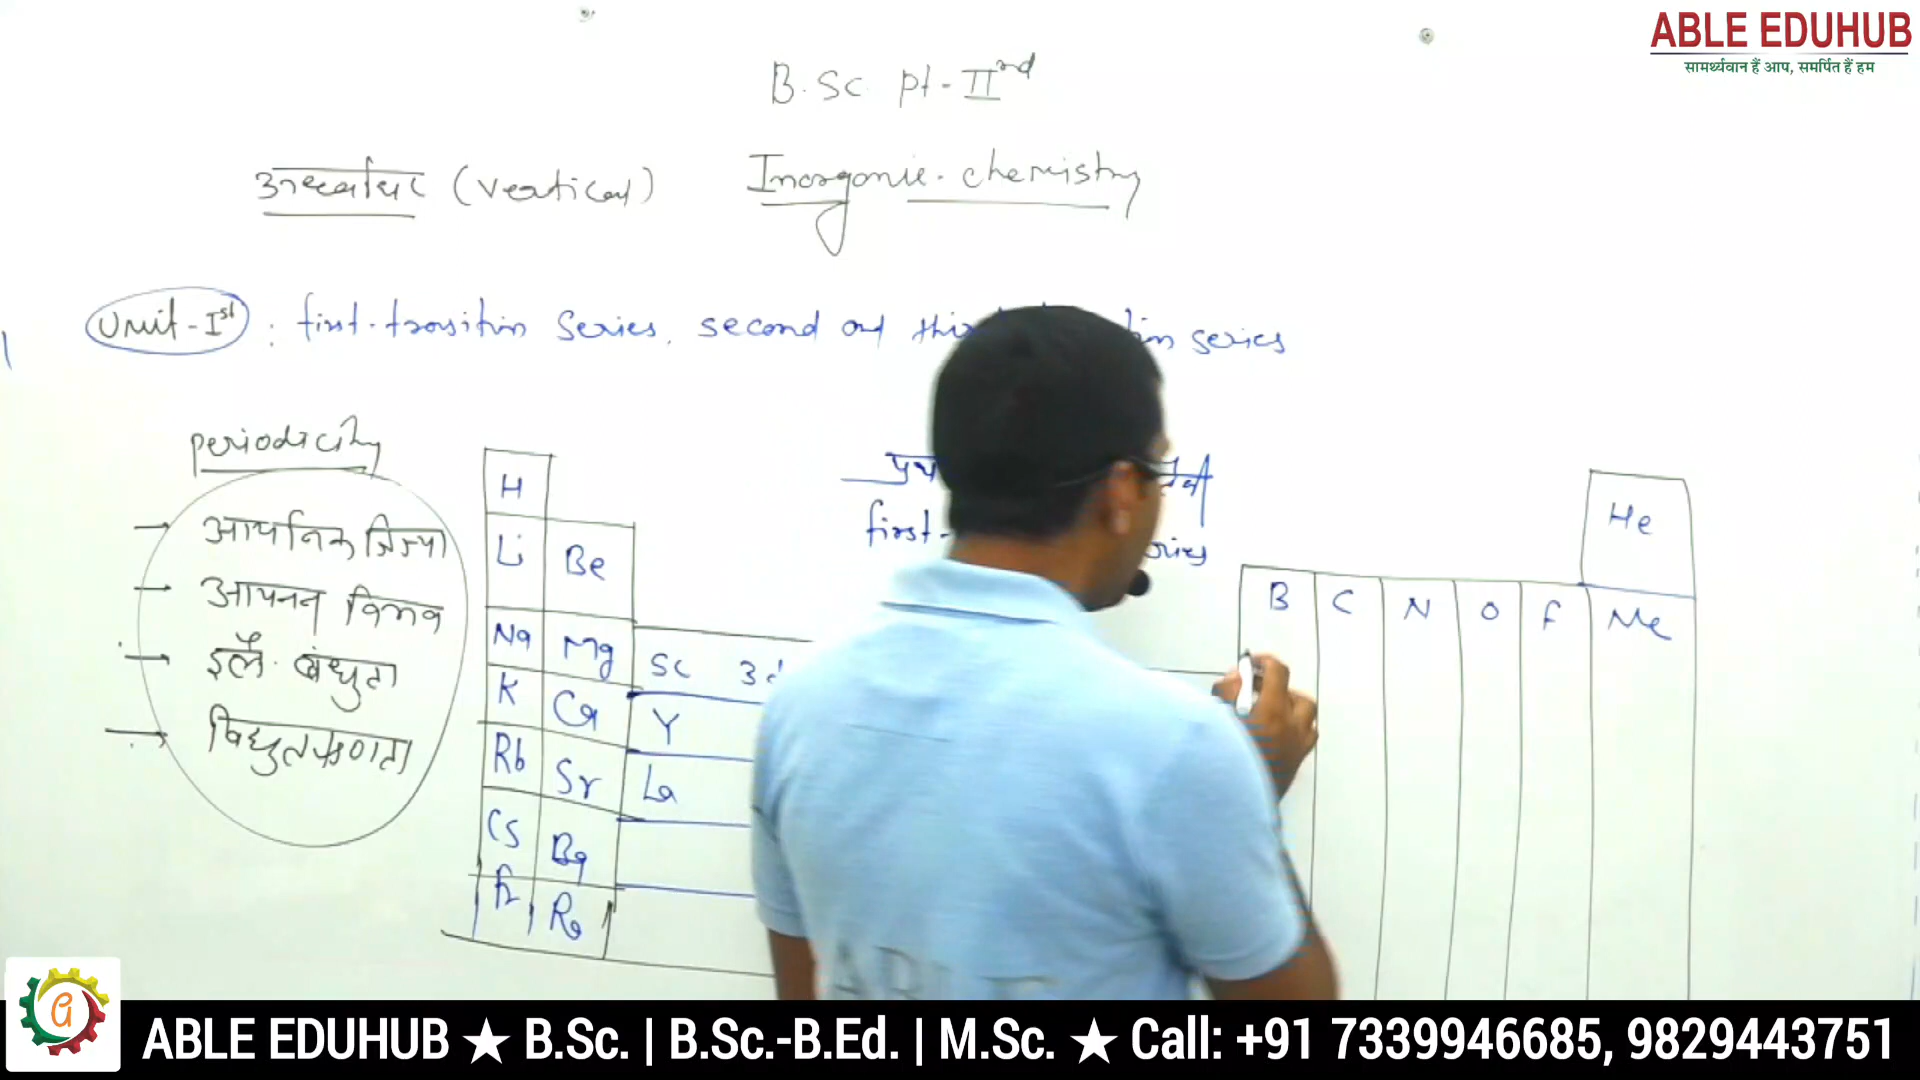 ABLE EDUHUB
सामर्थ्यवान हैं आप, समर्पित हैं हम
B.Sc. pt-IInd
(vertical) Inorganic chemistry
Unit-Ist : first-transition series, second and series
periodicity
→ आयनिक त्रिज्या
→ आयनन विभव
→ इलै. बंधुता
→ विधुतऋणता
H
He
Li Be
B C N O F Ne
Na Mg
Sc 3d
K Ca
Y
Rb Sr
La
Cs Ba
Fr Ra
first-
G
ABLE EDUHUB ★ B.Sc. | B.Sc.-B.Ed. | M.Sc. ★ Call: +91 7339946685, 9829443751